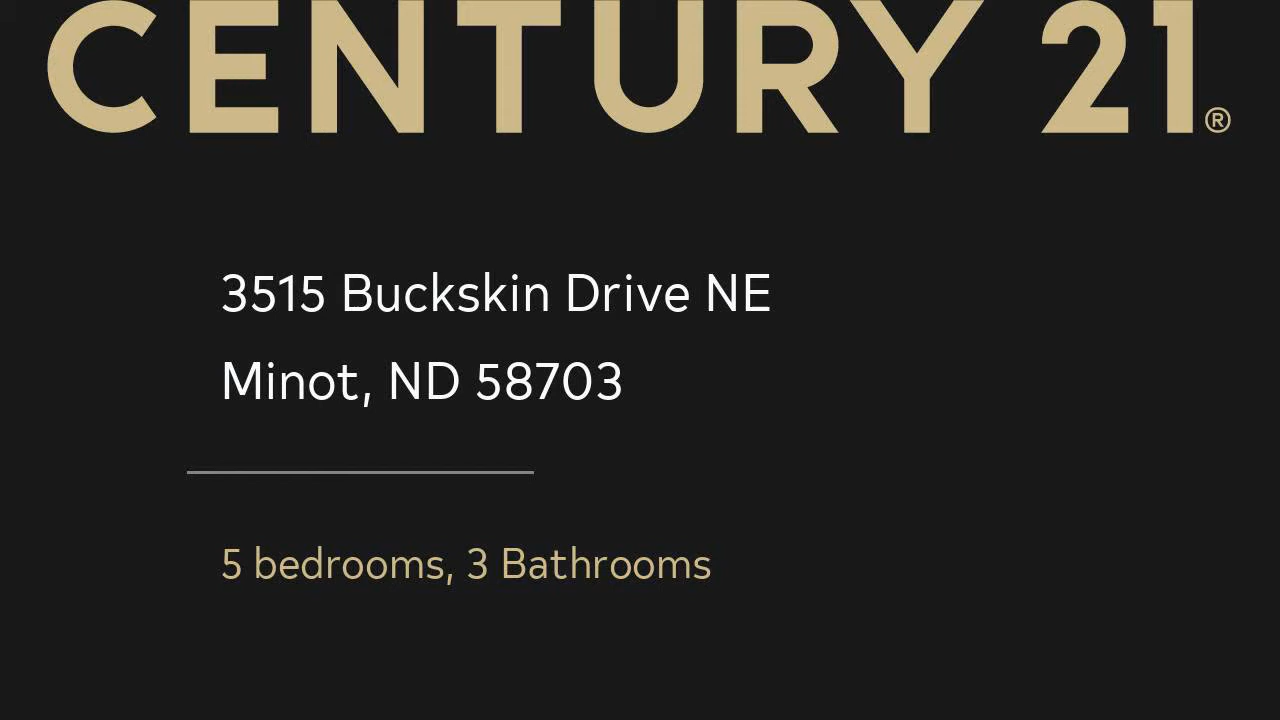 CENTURY 21®
3515 Buckskin Drive NE
Minot, ND 58703
5 bedrooms, 3 Bathrooms